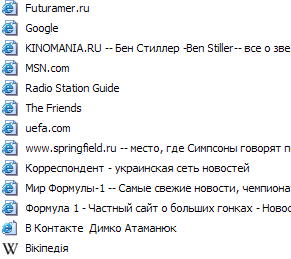 Futuramer.ru
Google
KINOMANIA.RU -- Бен Стиллер -Ben Stiller-- все о зве
MSN.com
Radio Station Guide
The Friends
uefa.com
www.springfield.ru -- место, где Симпсоны говорят п
Корреспондент - украинская сеть новостей
Мир Формулы-1 -- Самые свежие новости, чемпиона
Формула 1 - Частный сайт о больших гонках - Новос
В Контакте Димко Атаманюк
W Вікіпедія